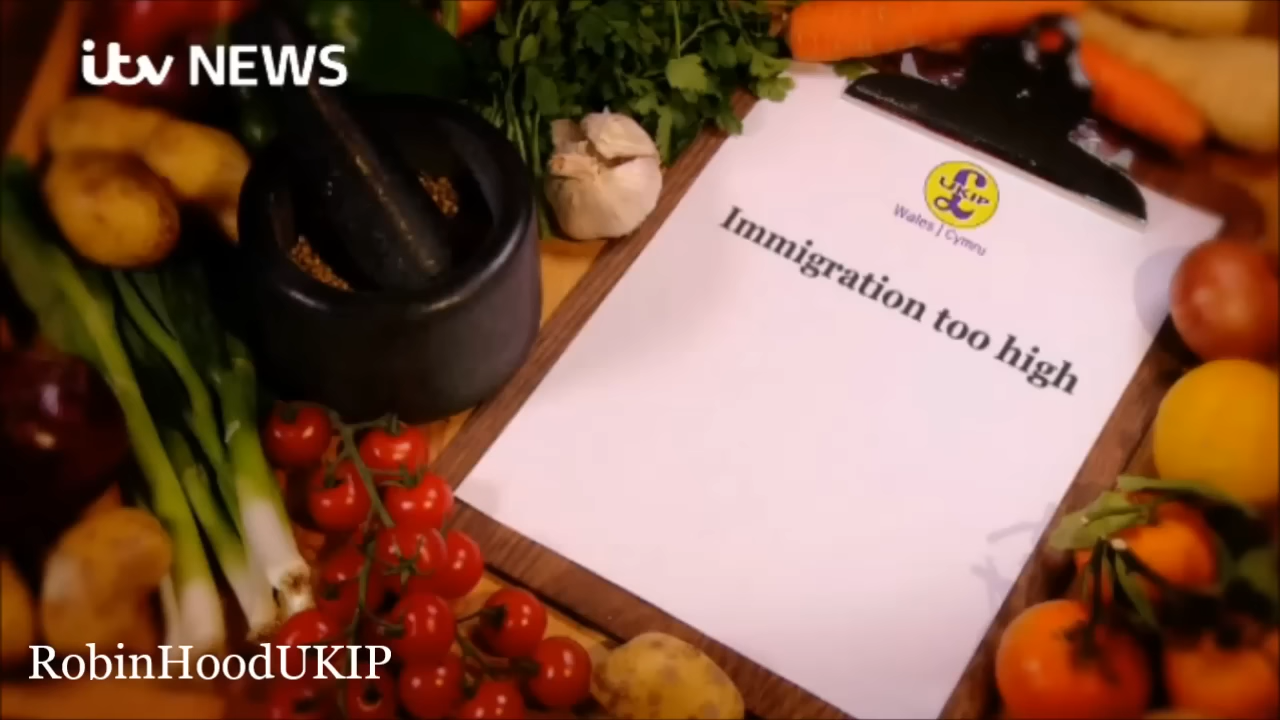 itv NEWS
UKIP
Wales | Cymru
Immigration too high
RobinHoodUKIP